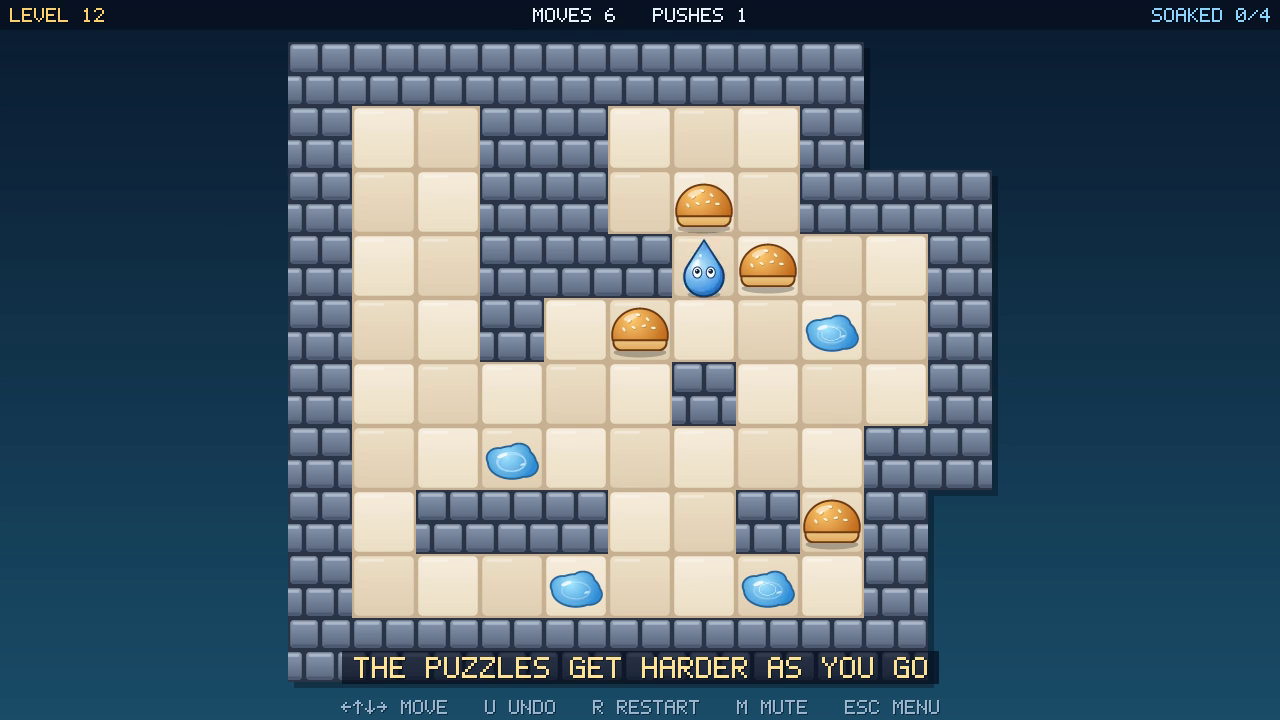 LEVEL 12
MOVES 6 PUSHES 1
SOAKED 0/4
THE PUZZLES GET HARDER AS YOU GO
←↑↓→ MOVE U UNDO R RESTART M MUTE ESC MENU